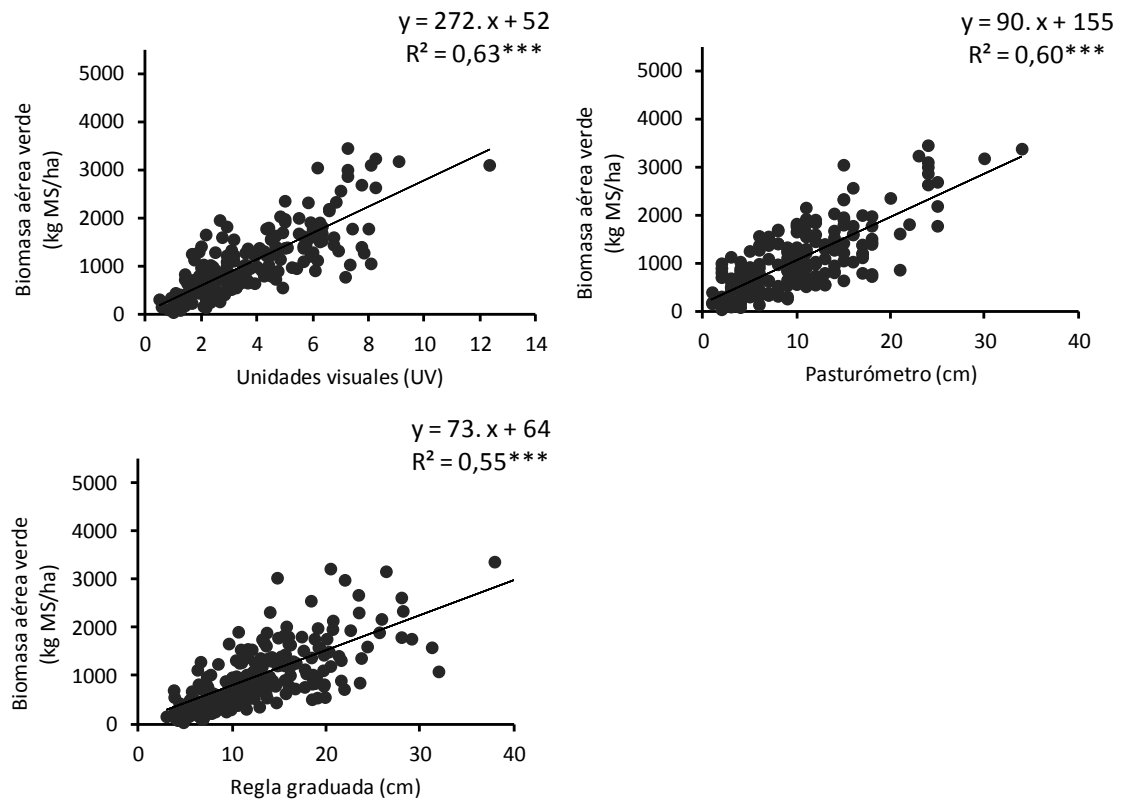 y = 272. x + 52
R² = 0,63***
5000
4000
3000
2000
1000
0
Biomasa aérea verde
(kg MS/ha)
0 2 4 6 8 10 12 14
Unidades visuales (UV)
y = 90. x + 155
R² = 0,60***
5000
4000
3000
2000
1000
0
Biomasa aérea verde
(kg MS/ha)
0 10 20 30 40
Pasturómetro (cm)
y = 73. x + 64
R² = 0,55***
5000
4000
3000
2000
1000
0
Biomasa aérea verde
(kg MS/ha)
0 10 20 30 40
Regla graduada (cm)